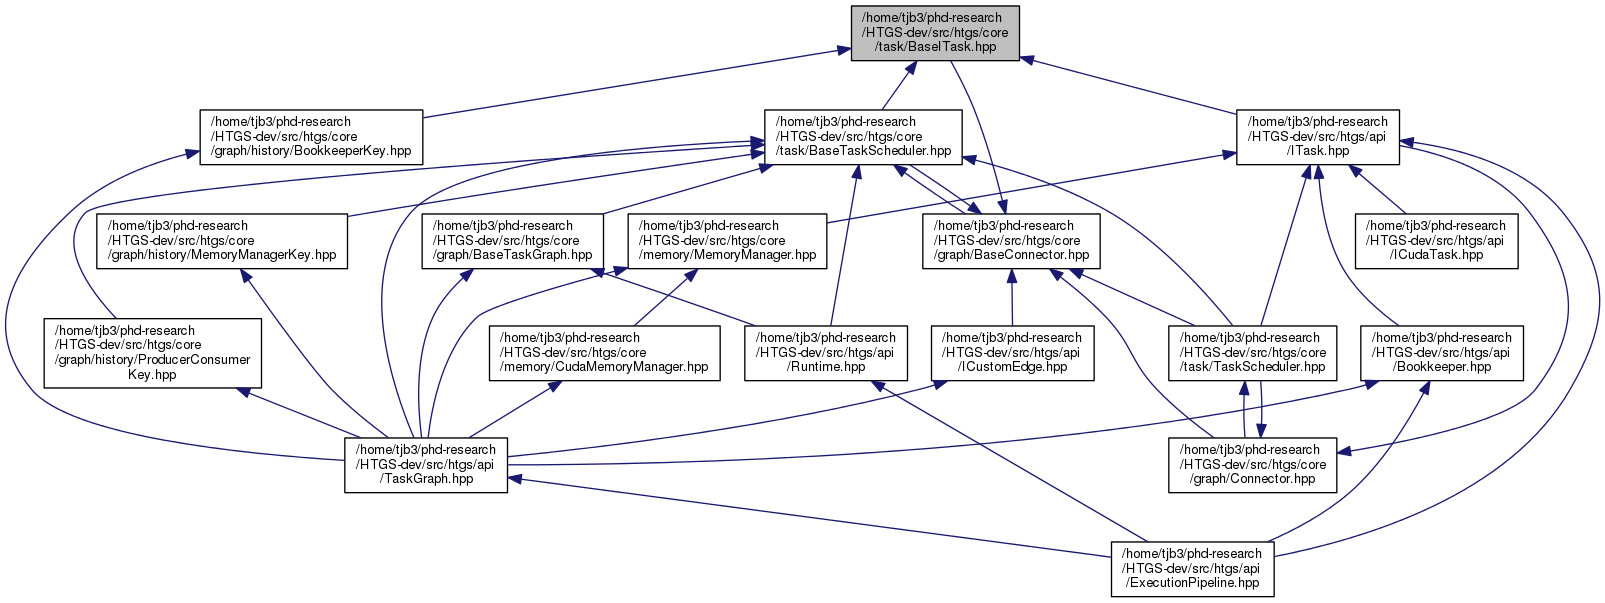 /home/tjb3/phd-research
/HTGS-dev/src/htgs/core
/task/BaseITask.hpp
/home/tjb3/phd-research
/HTGS-dev/src/htgs/core
/graph/history/BookkeeperKey.hpp
/home/tjb3/phd-research
/HTGS-dev/src/htgs/core
/task/BaseTaskScheduler.hpp
/home/tjb3/phd-research
/HTGS-dev/src/htgs/api
/ITask.hpp
/home/tjb3/phd-research
/HTGS-dev/src/htgs/core
/graph/history/MemoryManagerKey.hpp
/home/tjb3/phd-research
/HTGS-dev/src/htgs/core
/graph/BaseTaskGraph.hpp
/home/tjb3/phd-research
/HTGS-dev/src/htgs/core
/memory/MemoryManager.hpp
/home/tjb3/phd-research
/HTGS-dev/src/htgs/core
/graph/BaseConnector.hpp
/home/tjb3/phd-research
/HTGS-dev/src/htgs/api
/ICudaTask.hpp
/home/tjb3/phd-research
/HTGS-dev/src/htgs/core
/graph/history/ProducerConsumer
Key.hpp
/home/tjb3/phd-research
/HTGS-dev/src/htgs/core
/memory/CudaMemoryManager.hpp
/home/tjb3/phd-research
/HTGS-dev/src/htgs/api
/Runtime.hpp
/home/tjb3/phd-research
/HTGS-dev/src/htgs/api
/ICustomEdge.hpp
/home/tjb3/phd-research
/HTGS-dev/src/htgs/core
/task/TaskScheduler.hpp
/home/tjb3/phd-research
/HTGS-dev/src/htgs/api
/Bookkeeper.hpp
/home/tjb3/phd-research
/HTGS-dev/src/htgs/api
/TaskGraph.hpp
/home/tjb3/phd-research
/HTGS-dev/src/htgs/core
/graph/Connector.hpp
/home/tjb3/phd-research
/HTGS-dev/src/htgs/api
/ExecutionPipeline.hpp